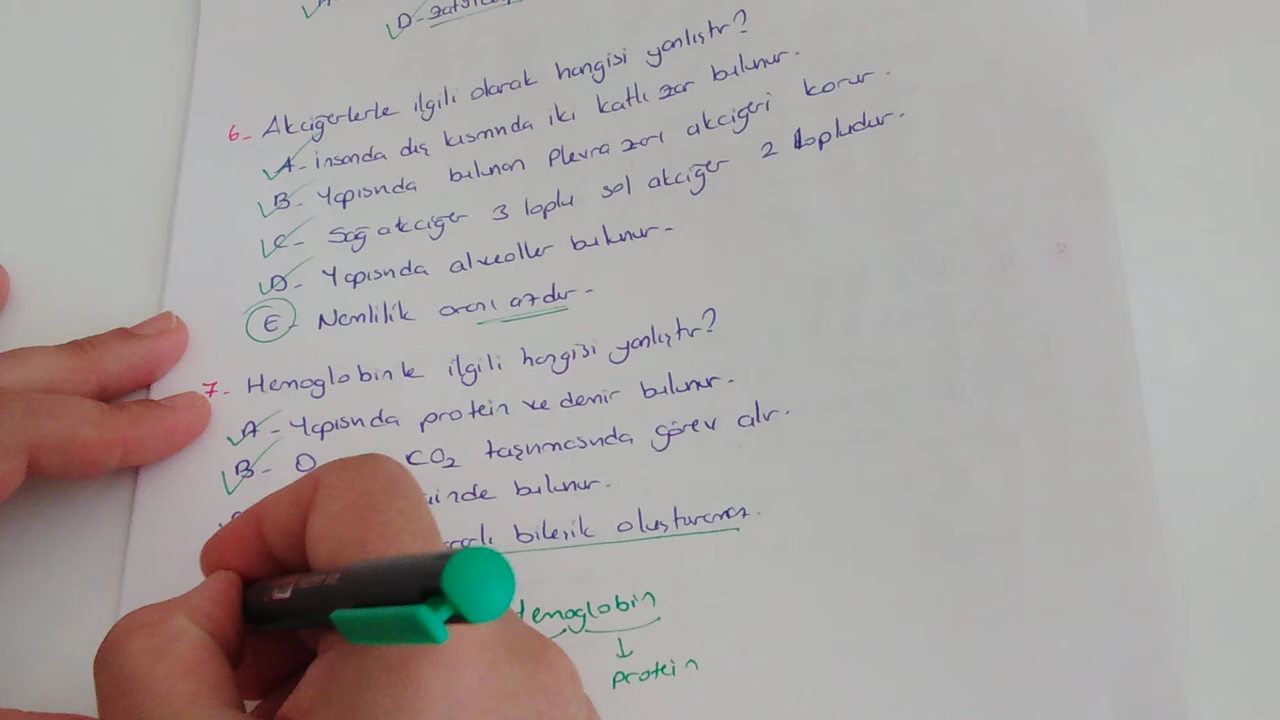 D-
6- Akciğerlerle ilgili olarak hangisi yanlıştır?
A- İnsanda dış kısmında iki katlı zar bulunur.
B- Yapısında bulunan Plevra zarı akciğeri korur.
C- Sağ akciğer 3 loplu sol akciğer 2 lopludur.
D- Yapısında alveoller bulunur.
E- Nemlilik oranı azdır.
7- Hemoglobinle ilgili hangisi yanlıştır?
A- Yapısında protein ve demir bulunur.
B- O CO2 taşınmasında görev alır.
bulunur.
bileşik oluşturamaz.
Hemoglobin
↓
protein